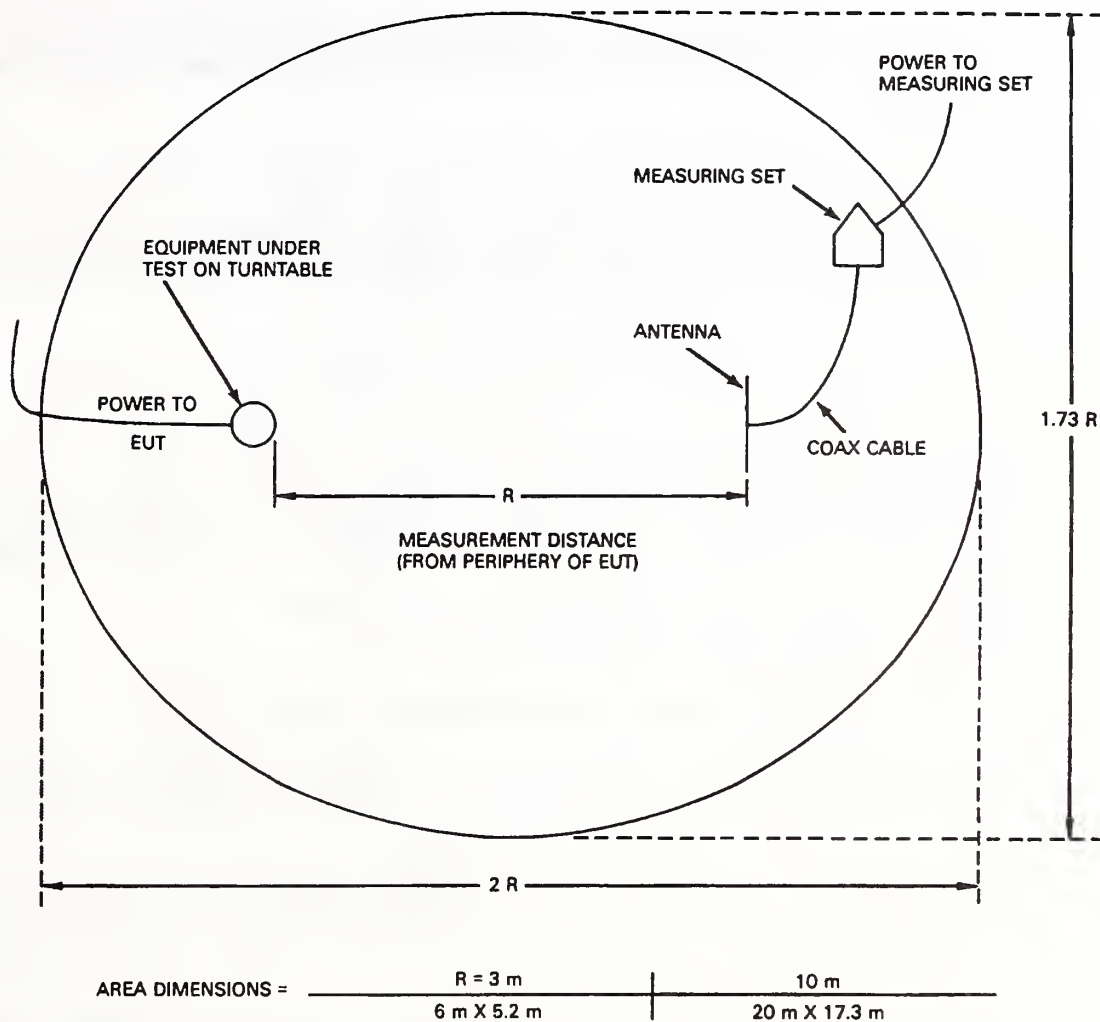 POWER TO
MEASURING SET
MEASURING SET
EQUIPMENT UNDER
TEST ON TURNTABLE
ANTENNA
POWER TO
EUT
COAX CABLE
1.73 R
R
MEASUREMENT DISTANCE
(FROM PERIPHERY OF EUT)
2 R
AREA DIMENSIONS = R = 3 m 10 m
6 m X 5.2 m 20 m X 17.3 m